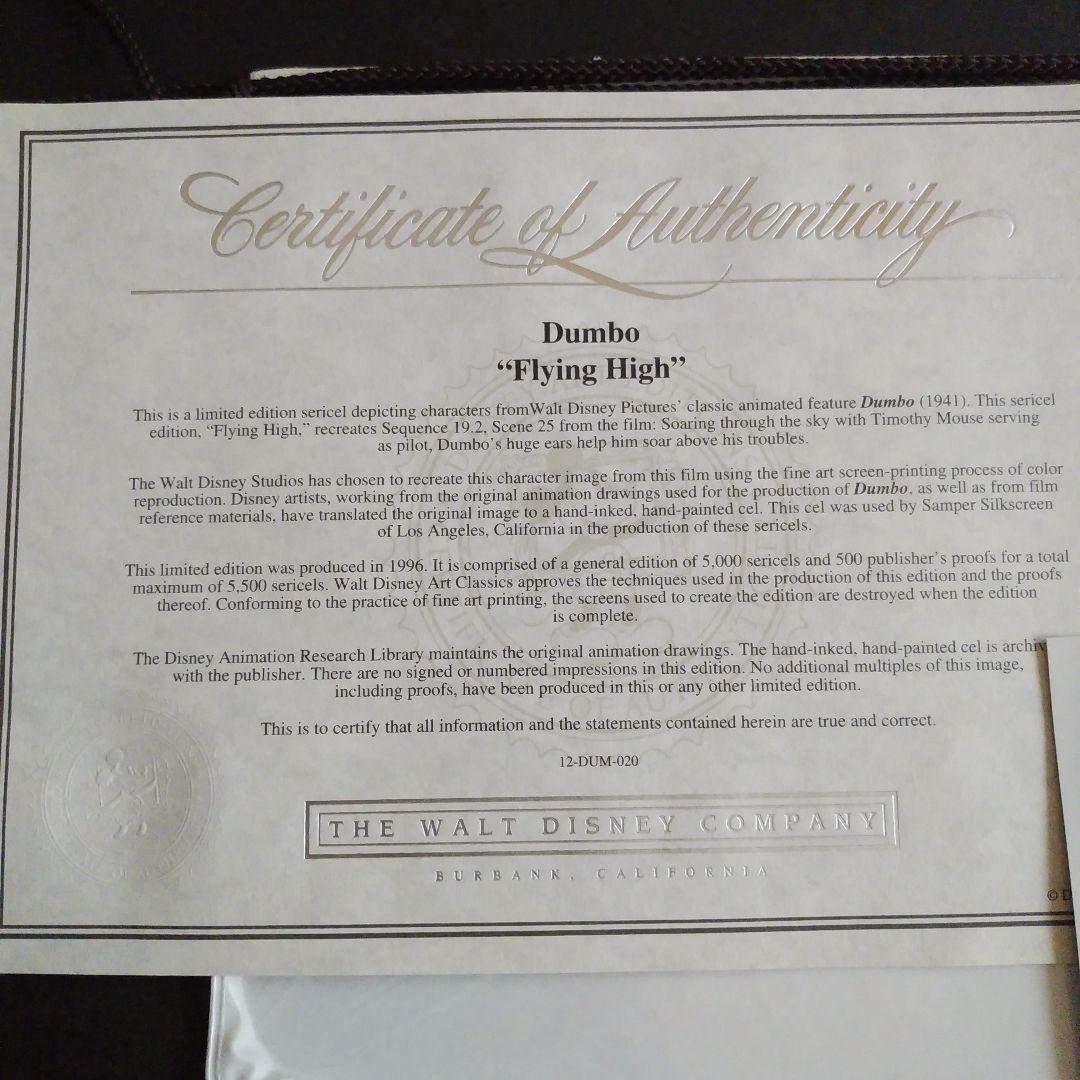 Certificate of Authenticity
Dumbo
“Flying High”
This is a limited edition sericel depicting characters fromWalt Disney Pictures’ classic animated feature Dumbo (1941). This sericel
edition, “Flying High,” recreates Sequence 19.2, Scene 25 from the film: Soaring through the sky with Timothy Mouse serving
as pilot, Dumbo’s huge ears help him soar above his troubles.
The Walt Disney Studios has chosen to recreate this character image from this film using the fine art screen-printing process of color
reproduction. Disney artists, working from the original animation drawings used for the production of Dumbo, as well as from film
reference materials, have translated the original image to a hand-inked, hand-painted cel. This cel was used by Samper Silkscreen
of Los Angeles, California in the production of these sericels.
This limited edition was produced in 1996. It is comprised of a general edition of 5,000 sericels and 500 publisher’s proofs for a total
maximum of 5,500 sericels. Walt Disney Art Classics approves the techniques used in the production of this edition and the proofs
thereof. Conforming to the practice of fine art printing, the screens used to create the edition are destroyed when the edition
is complete.
The Disney Animation Research Library maintains the original animation drawings. The hand-inked, hand-painted cel is archiv
with the publisher. There are no signed or numbered impressions in this edition. No additional multiples of this image,
including proofs, have been produced in this or any other limited edition.
This is to certify that all information and the statements contained herein are true and correct.
12-DUM-020
THE WALT DISNEY COMPANY
BURBANK, CALIFORNIA
©D